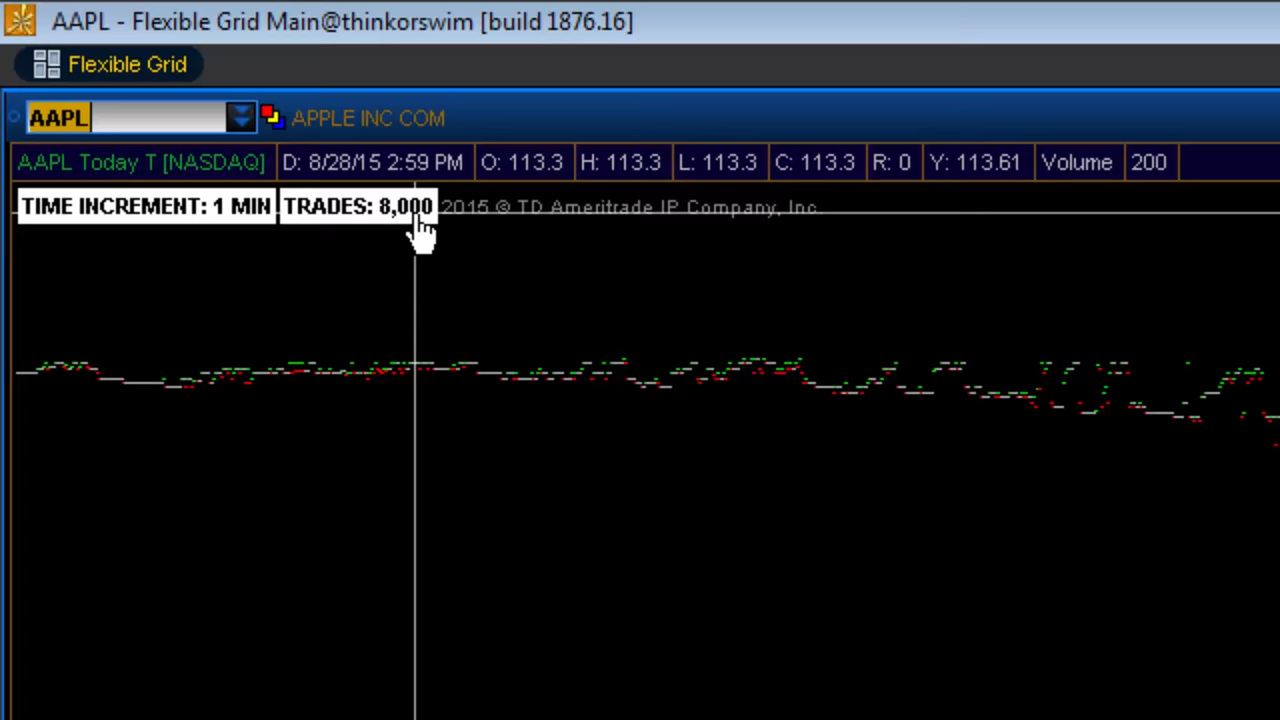 AAPL - Flexible Grid Main@thinkorswim [build 1876.16]
Flexible Grid
AAPL APPLE INC COM
AAPL Today T [NASDAQ] D: 8/28/15 2:59 PM O: 113.3 H: 113.3 L: 113.3 C: 113.3 R: 0 Y: 113.61 Volume 200
TIME INCREMENT: 1 MIN TRADES: 8,000 2015 © TD Ameritrade IP Company, Inc.